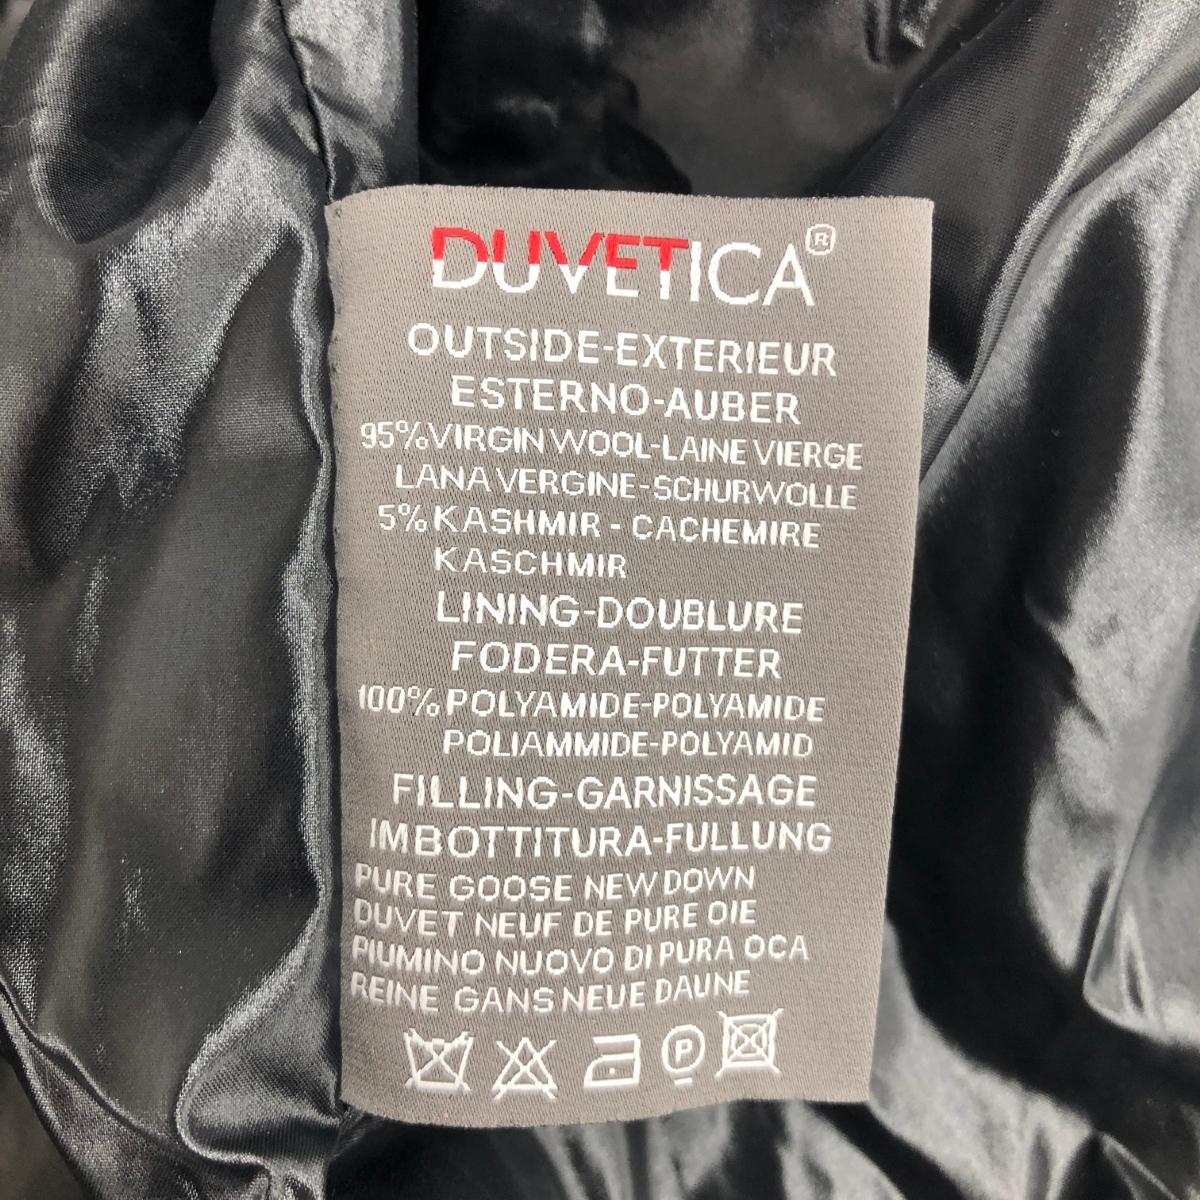 DUVETICA®
OUTSIDE-EXTERIEUR
ESTERNO-AUBER
95%VIRGIN WOOL-LAINE VIERGE
LANA VERGINE-SCHURWOLLE
5%KASHMIR - CACHEMIRE
KASCHMIR
LINING-DOUBLURE
FODERA-FUTTER
100%POLYAMIDE-POLYAMIDE
POLIAMMIDE-POLYAMID
FILLING-GARNISSAGE
IMBOTTITURA-FULLUNG
PURE GOOSE NEW DOWN
DUVET NEUF DE PURE OIE
PIUMINO NUOVO DI PURA OCA
REINE GANS NEUE DAUNE
P